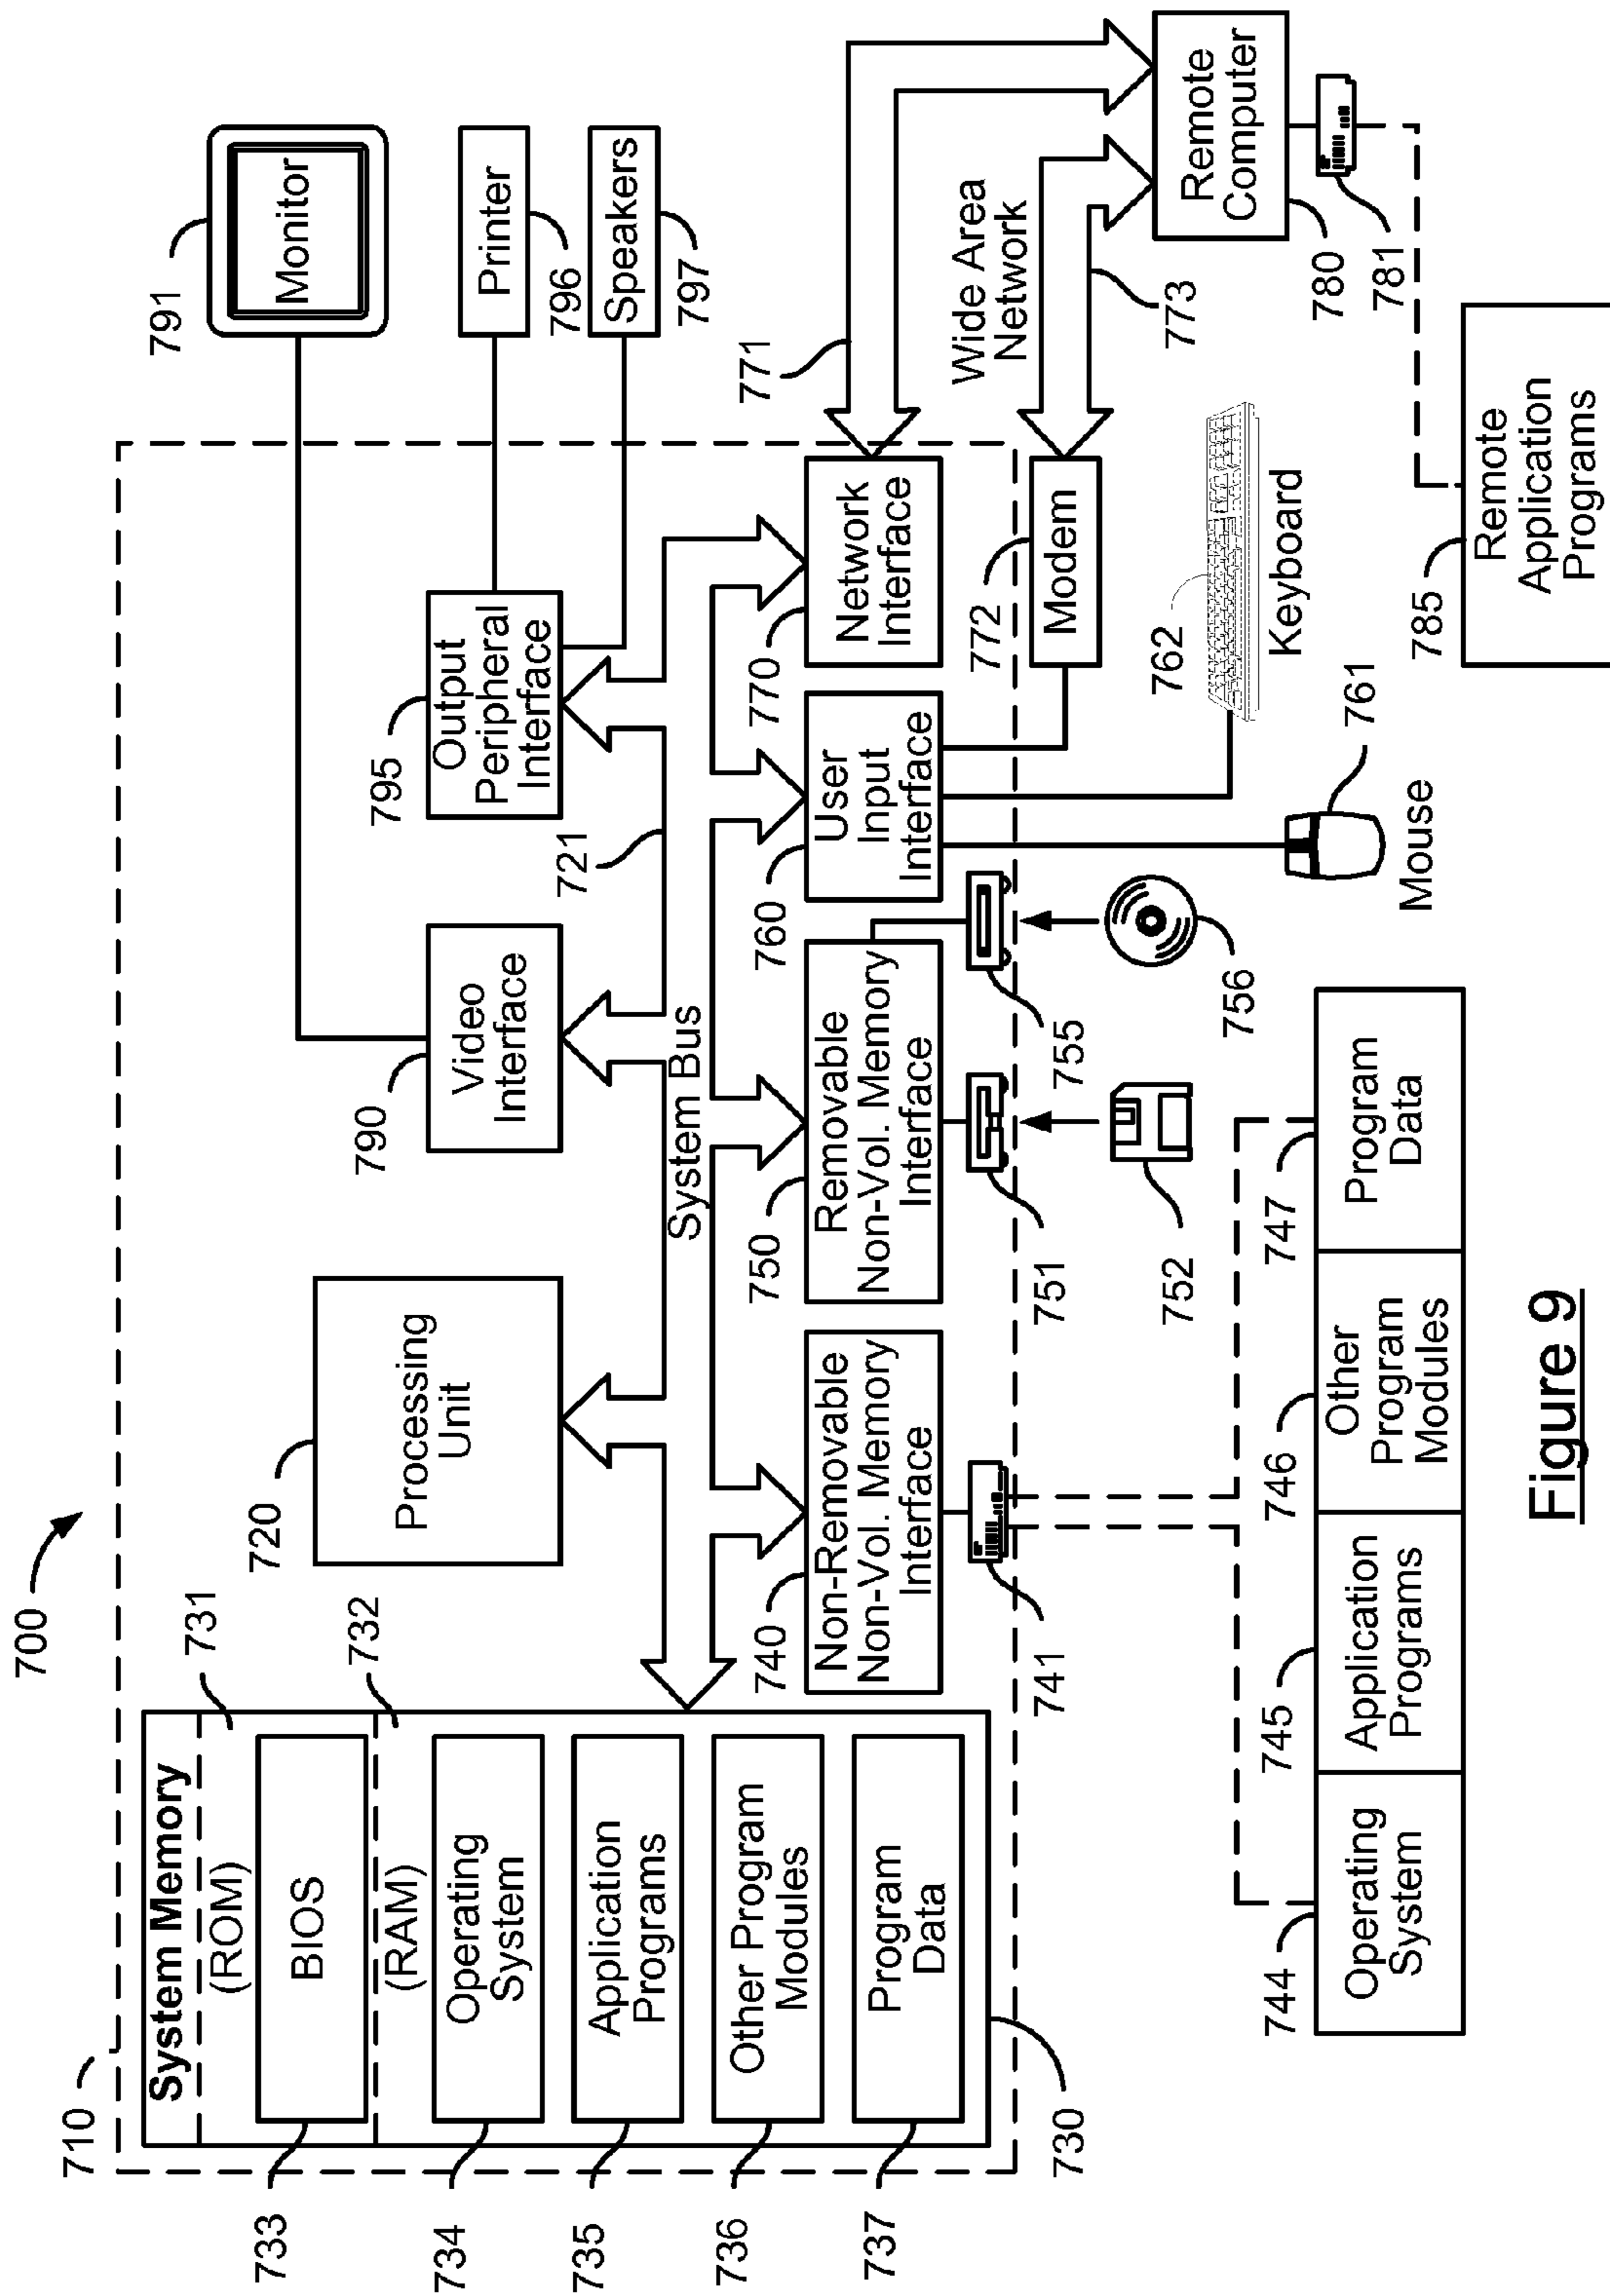 700
710
System Memory
(ROM)
731
BIOS
733
(RAM)
732
Operating
System
734
Application
Programs
735
Other Program
Modules
736
Program
Data
737
730
720
Processing
Unit
790
Video
Interface
795
Output
Peripheral
Interface
791
Monitor
Printer
796
Speakers
797
721
System Bus
740
Non-Removable
Non-Vol. Memory
Interface
750
Removable
Non-Vol. Memory
Interface
760
User
Input
Interface
770
Network
Interface
771
Wide Area
Network
773
772
Modem
Remote
Computer
780
781
741
751
755
752
756
762
Keyboard
761
Mouse
744
Operating
System
745
Application
Programs
746
Other
Program
Modules
747
Program
Data
785
Remote
Application
Programs
Figure 9